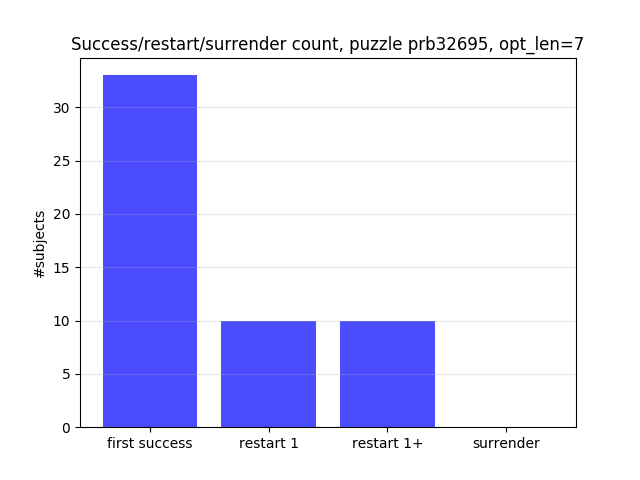 Success/restart/surrender count, puzzle prb32695, opt_len=7
#subjects
30
25
20
15
10
5
0
first success
restart 1
restart 1+
surrender